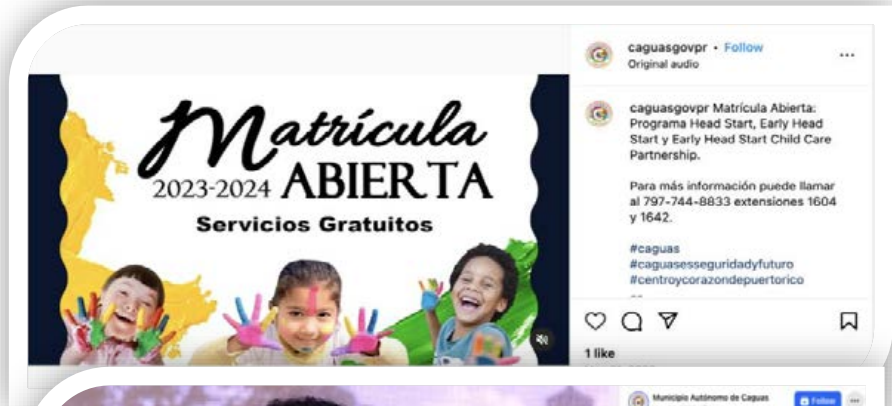 Matrícula
2023-2024 ABIERTA
Servicios Gratuitos
caguasgovpr • Follow
Original audio
caguasgovpr Matrícula Abierta:
Programa Head Start, Early Head
Start y Early Head Start Child Care
Partnership.
Para más información puede llamar
al 797-744-8833 extensiones 1604
y 1642.
#caguas
#caguasesseguridadyfuturo
#centroycorazondepuertorico
1 like
Municipio Autónomo de Caguas
Follow